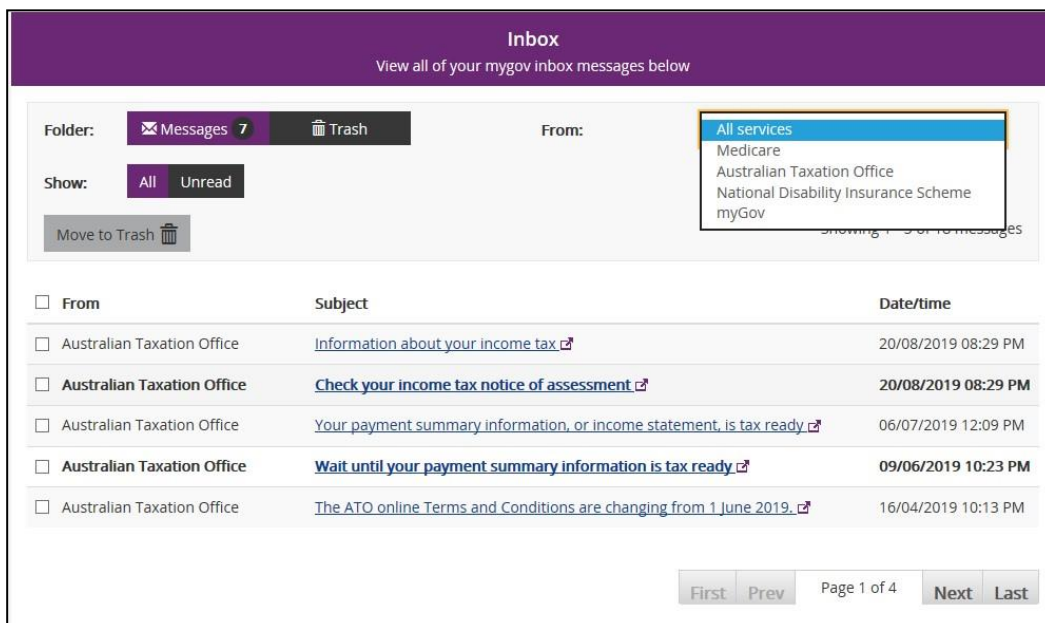 Inbox
View all of your mygov inbox messages below
Folder: Messages 7 Trash From: All services
Medicare
Australian Taxation Office
National Disability Insurance Scheme
myGov
Show: All Unread
Move to Trash
messages
From Subject Date/time
Australian Taxation Office Information about your income tax 20/08/2019 08:29 PM
Australian Taxation Office Check your income tax notice of assessment 20/08/2019 08:29 PM
Australian Taxation Office Your payment summary information, or income statement, is tax ready 06/07/2019 12:09 PM
Australian Taxation Office Wait until your payment summary information is tax ready 09/06/2019 10:23 PM
Australian Taxation Office The ATO online Terms and Conditions are changing from 1 June 2019. 16/04/2019 10:13 PM
First Prev Page 1 of 4 Next Last